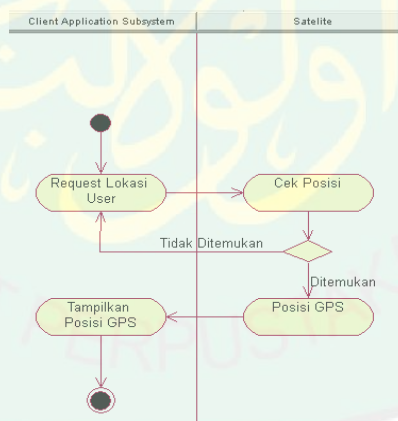 Client Application Subsystem
Satelite
Request Lokasi
User
Cek Posisi
Tidak Ditemukan
Ditemukan
Tampilkan
Posisi GPS
Posisi GPS